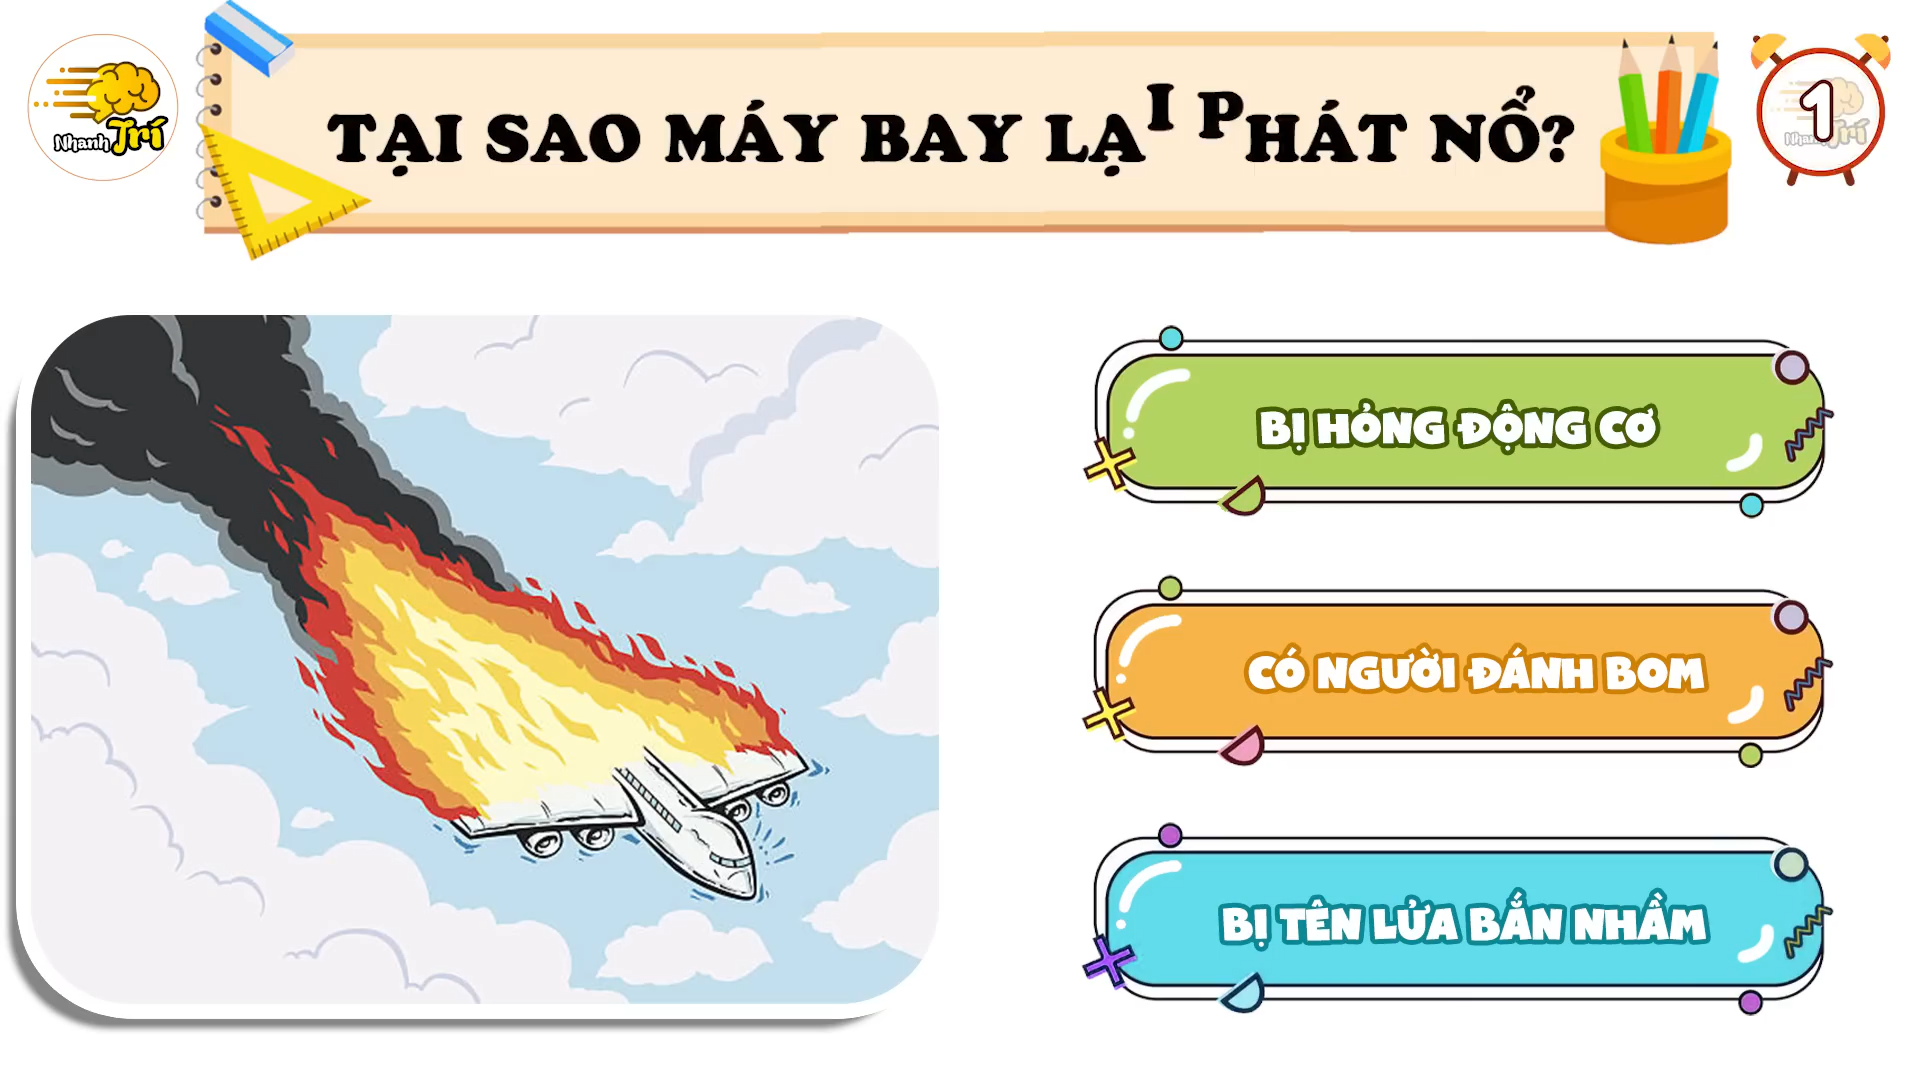 Nhanh Trí
TẠI SAO MÁY BAY LẠI PHÁT NỔ?
1
BỊ HỎNG ĐỘNG CƠ
CÓ NGƯỜI ĐÁNH BOM
BỊ TÊN LỬA BẮN NHẦM